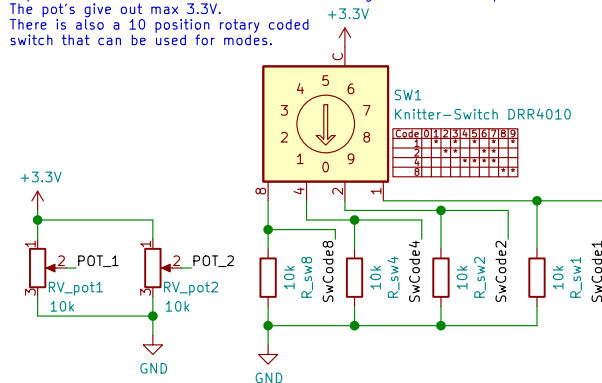 The pot's give out max 3.3V.
There is also a 10 position rotary coded
switch that can be used for modes.
+3.3V
C
SW1
Knitter-Switch DRR4010
Code 0 1 2 3 4 5 6 7 8 9
1 * * * * *
2 * * * *
4 * * * *
8 * *
0 1 2 3 4 5 6 7 8 9
8 4 2 1
+3.3V
1 2 3 POT_1
RV_pot1
10k
1 2 3 POT_2
RV_pot2
10k
GND
10k
R_sw8
SwCode8
10k
R_sw4
SwCode4
10k
R_sw2
SwCode2
10k
R_sw1
SwCode1
GND